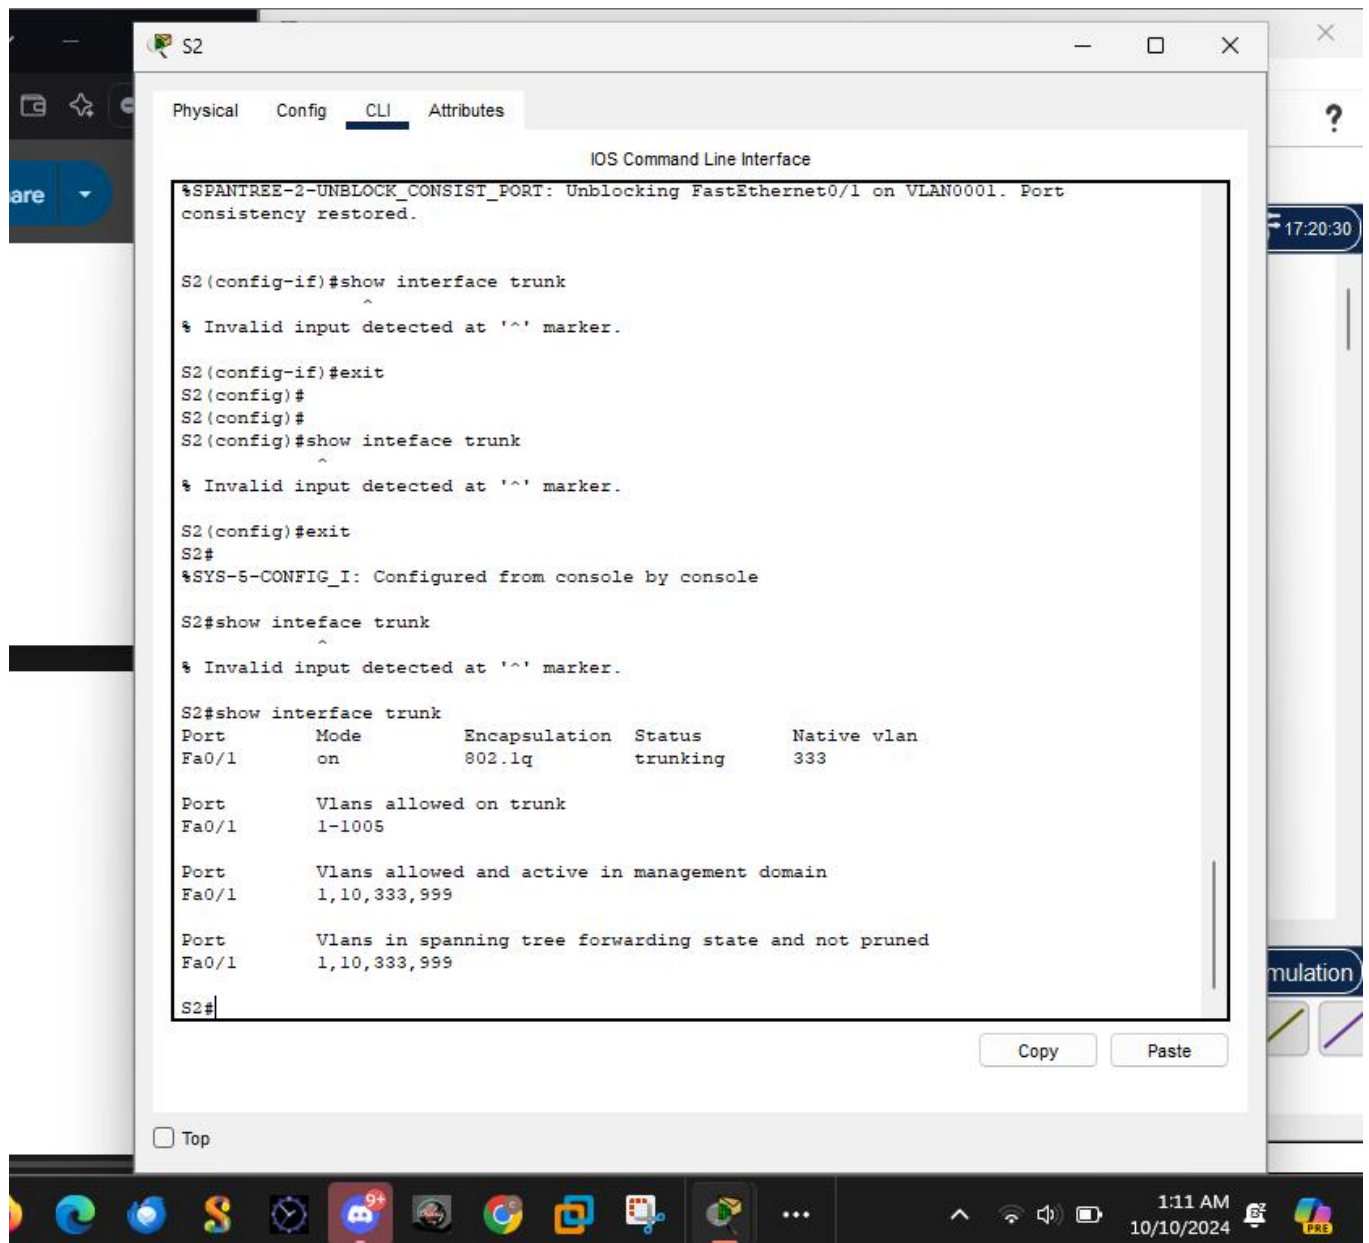 S2
Physical Config CLI Attributes
?
IOS Command Line Interface
are
17:20:30
%SPANTREE-2-UNBLOCK_CONSIST_PORT: Unblocking FastEthernet0/1 on VLAN0001. Port
consistency restored.
S2(config-if)#show interface trunk
^
% Invalid input detected at '^' marker.
S2(config-if)#exit
S2(config)#
S2(config)#
S2(config)#show inteface trunk
^
% Invalid input detected at '^' marker.
S2(config)#exit
S2#
%SYS-5-CONFIG_I: Configured from console by console
S2#show inteface trunk
^
% Invalid input detected at '^' marker.
S2#show interface trunk
Port Mode Encapsulation Status Native vlan
Fa0/1 on 802.1q trunking 333
Port Vlans allowed on trunk
Fa0/1 1-1005
Port Vlans allowed and active in management domain
Fa0/1 1,10,333,999
Port Vlans in spanning tree forwarding state and not pruned
Fa0/1 1,10,333,999
S2#
mulation
Copy Paste
Top
9+
1:11 AM
10/10/2024
PRE